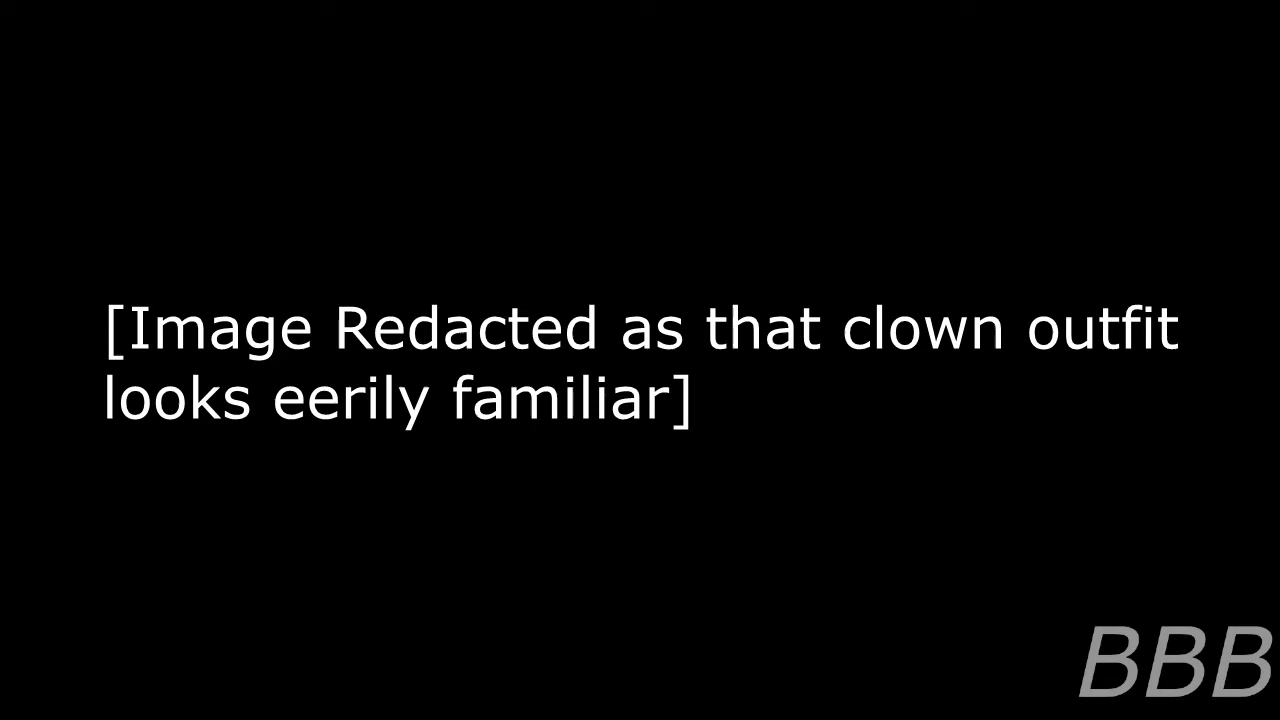 [Image Redacted as that clown outfit
looks eerily familiar]
BBB